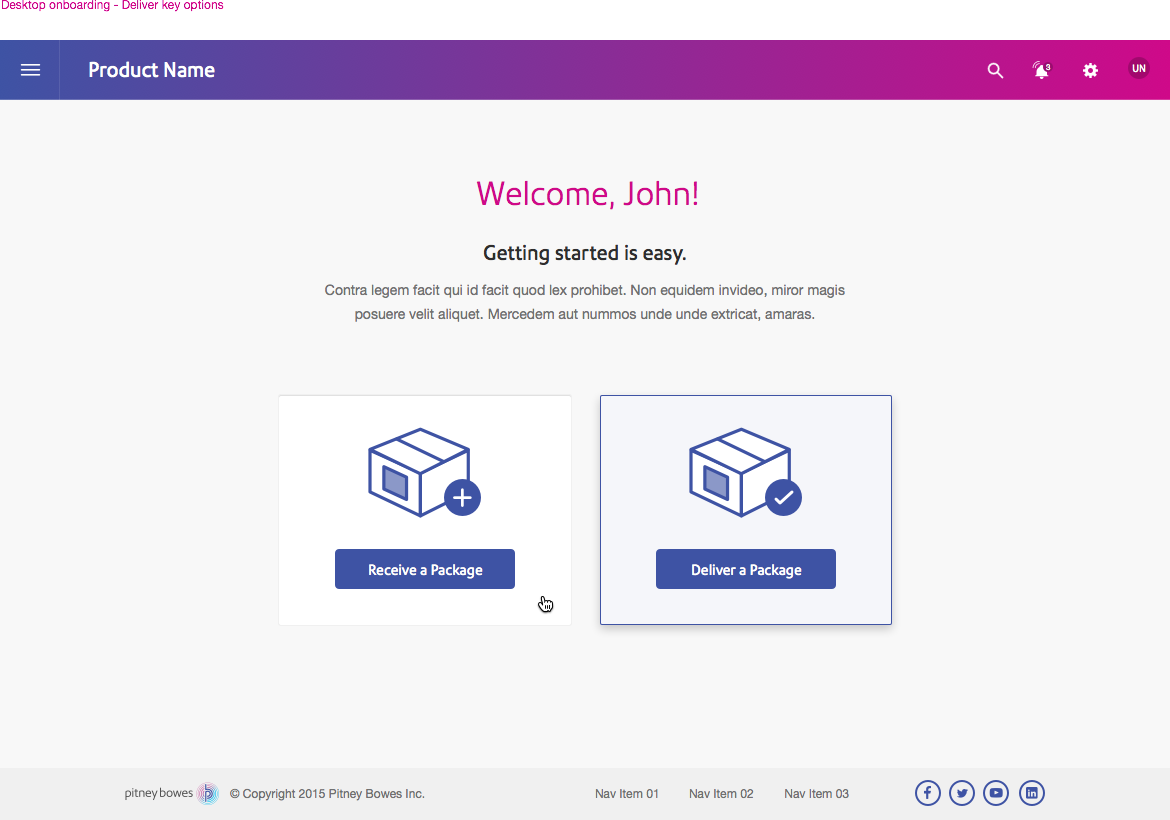 Desktop onboarding - Deliver key options
Product Name
3
UN
Welcome, John!
Getting started is easy.
Contra legem facit qui id facit quod lex prohibet. Non equidem invideo, miror magis
posuere velit aliquet. Mercedem aut nummos unde unde extricat, amaras.
Receive a Package
Deliver a Package
pitney bowes
© Copyright 2015 Pitney Bowes Inc.
Nav Item 01
Nav Item 02
Nav Item 03